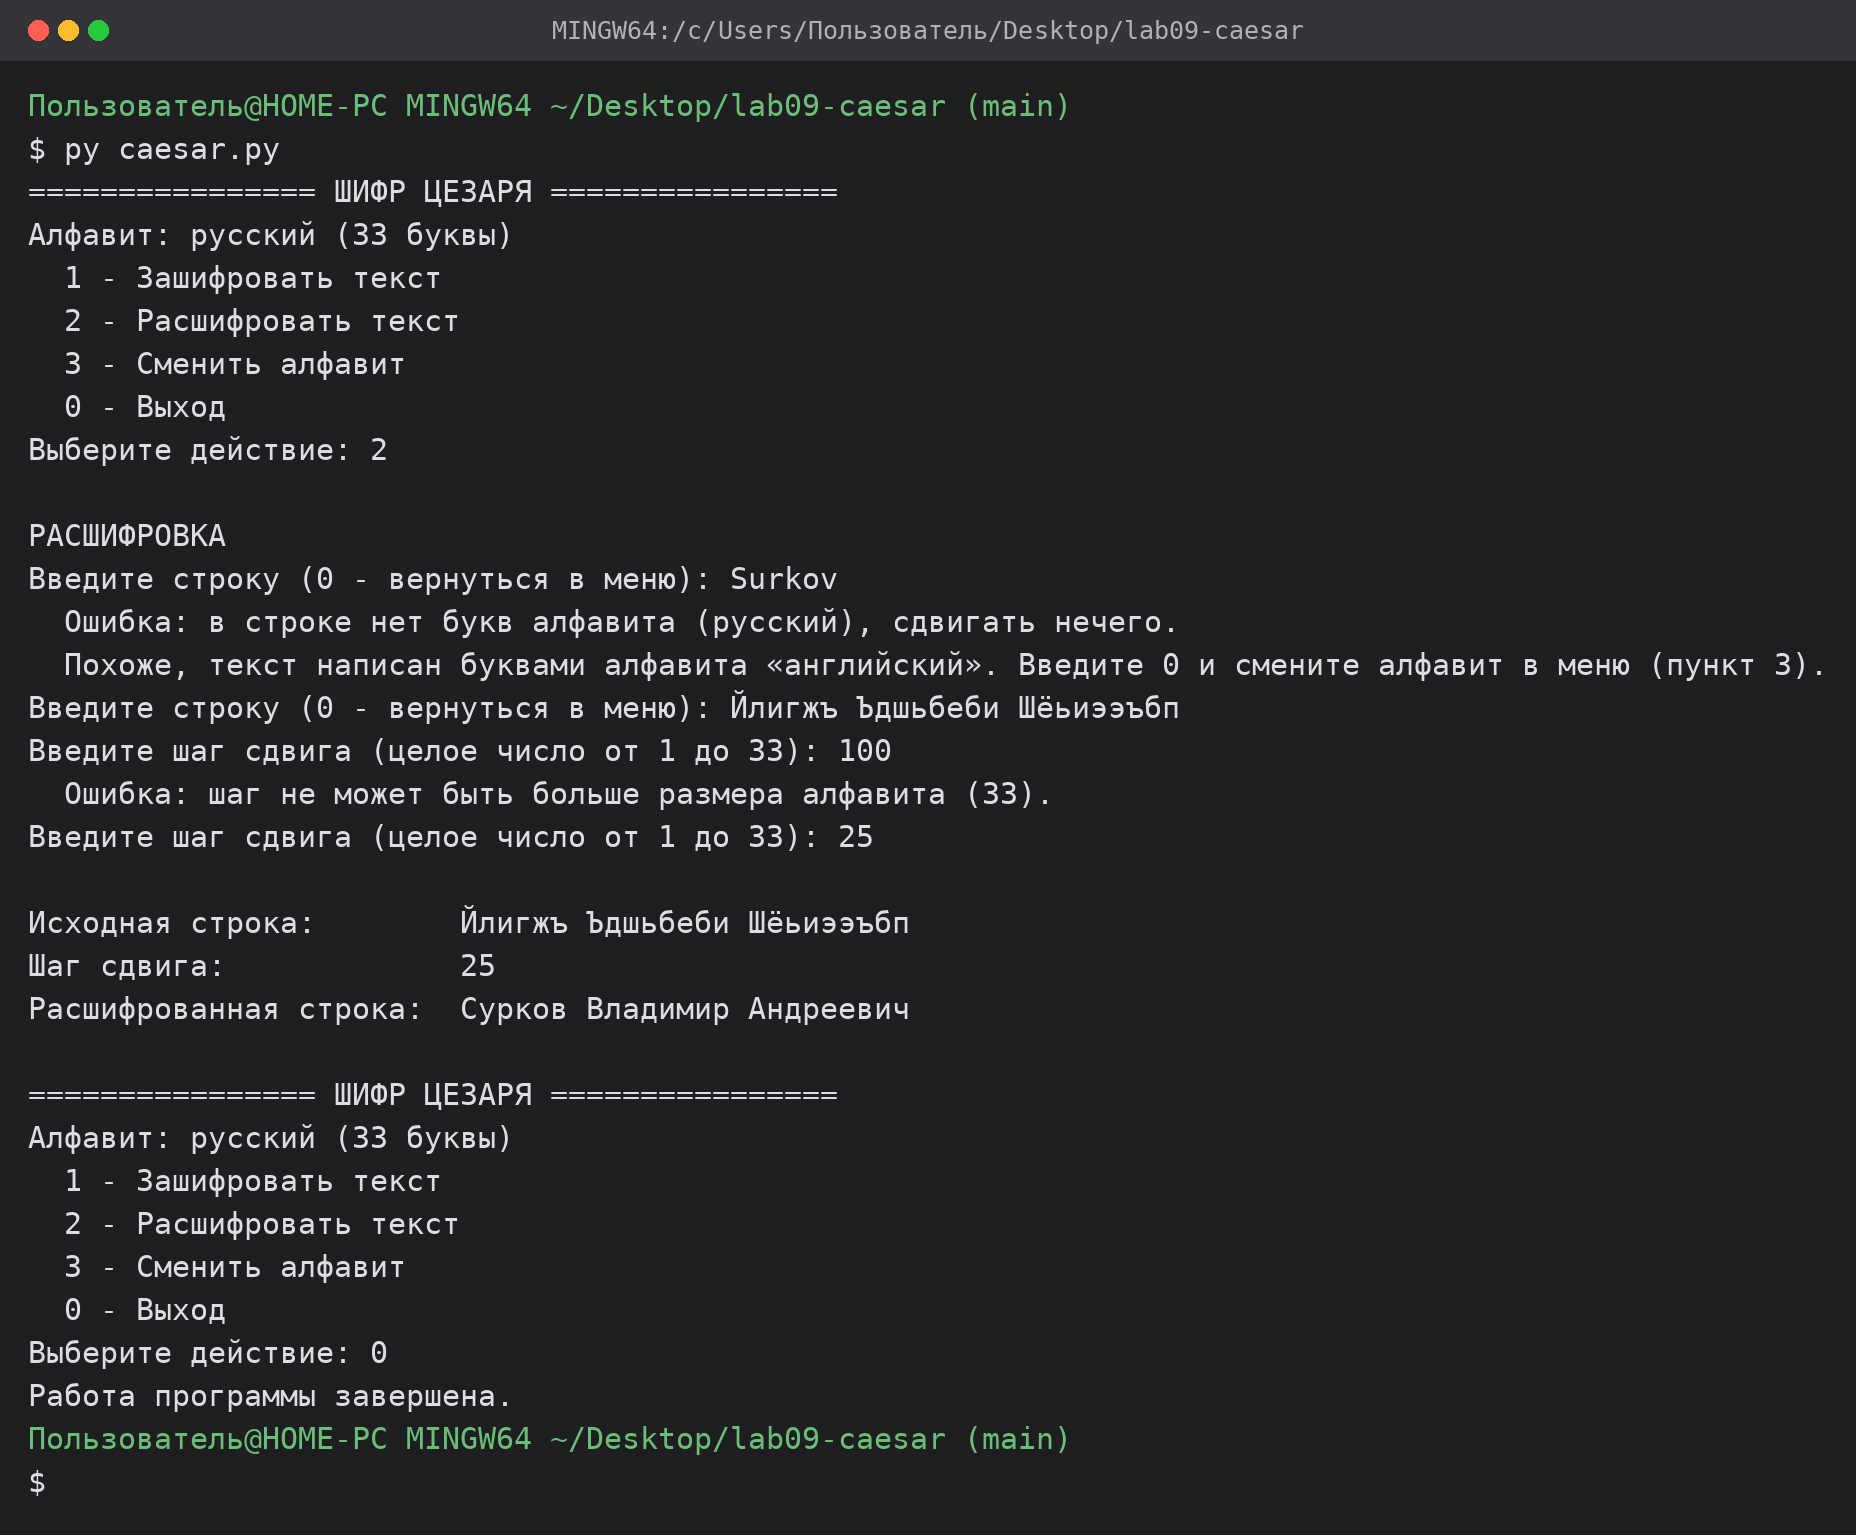 MINGW64:/c/Users/Пользователь/Desktop/lab09-caesar
Пользователь@HOME-PC MINGW64 ~/Desktop/lab09-caesar (main)
$ py caesar.py
================ ШИФР ЦЕЗАРЯ ================
Алфавит: русский (33 буквы)
  1 - Зашифровать текст
  2 - Расшифровать текст
  3 - Сменить алфавит
  0 - Выход
Выберите действие: 2

РАСШИФРОВКА
Введите строку (0 - вернуться в меню): Surkov
  Ошибка: в строке нет букв алфавита (русский), сдвигать нечего.
  Похоже, текст написан буквами алфавита «английский». Введите 0 и смените алфавит в меню (пункт 3).
Введите строку (0 - вернуться в меню): Йлигжъ Ъдшьбеби Шёьиээъбп
Введите шаг сдвига (целое число от 1 до 33): 100
  Ошибка: шаг не может быть больше размера алфавита (33).
Введите шаг сдвига (целое число от 1 до 33): 25

Исходная строка:        Йлигжъ Ъдшьбеби Шёьиээъбп
Шаг сдвига:             25
Расшифрованная строка:  Сурков Владимир Андреевич

================ ШИФР ЦЕЗАРЯ ================
Алфавит: русский (33 буквы)
  1 - Зашифровать текст
  2 - Расшифровать текст
  3 - Сменить алфавит
  0 - Выход
Выберите действие: 0
Работа программы завершена.
Пользователь@HOME-PC MINGW64 ~/Desktop/lab09-caesar (main)
$